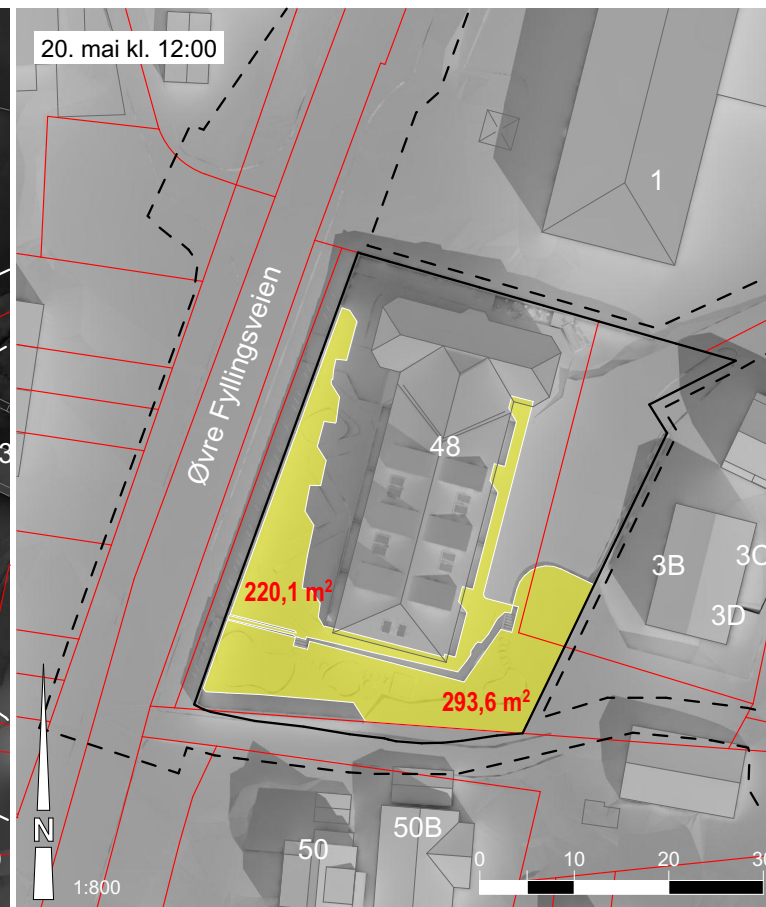 20. mai kl. 12:00
1
Øvre Fyllingsveien
3
48
3B
3C
3D
220,1 m²
293,6 m²
N
50
50B
1:800
0 10 20 30